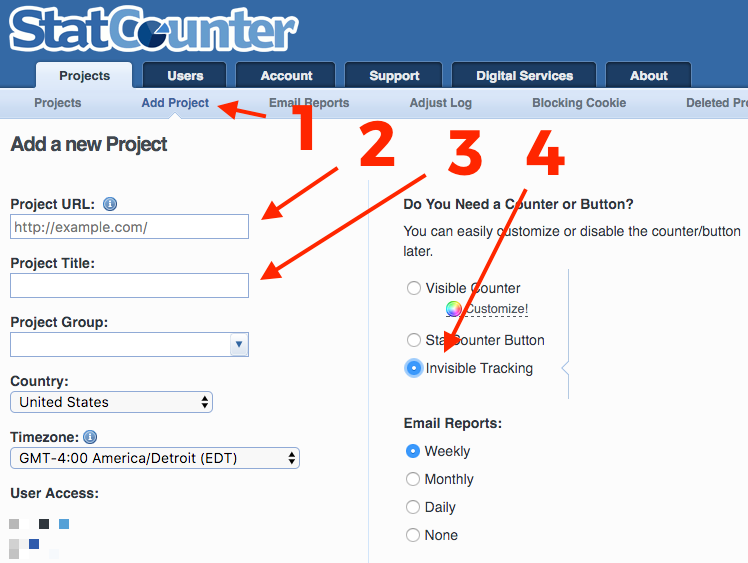 StatCounter
Projects Users Account Support Digital Services About
Projects Add Project Email Reports Adjust Log Blocking Cookie Deleted Pr
1 2 3 4
Add a new Project
Project URL:
http://example.com/
Project Title:
Project Group:
Country:
United States
Timezone:
GMT-4:00 America/Detroit (EDT)
User Access:
Do You Need a Counter or Button?
You can easily customize or disable the counter/button
later.
Visible Counter
Customize!
StatCounter Button
Invisible Tracking
Email Reports:
Weekly
Monthly
Daily
None